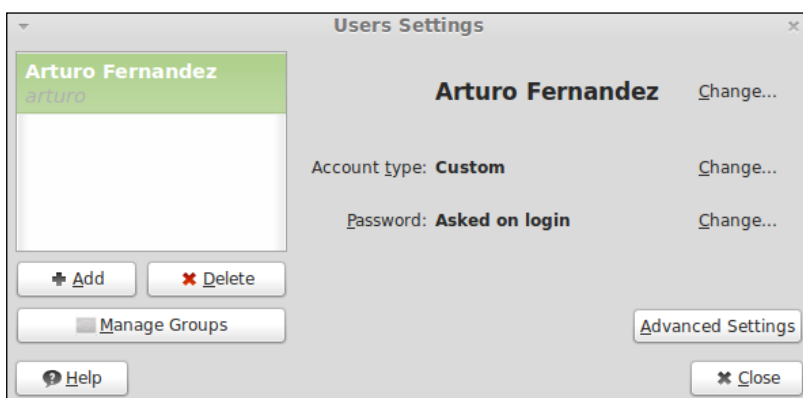 Users Settings
Arturo Fernandez
arturo
Arturo Fernandez
Change...
Account type: Custom
Change...
Password: Asked on login
Change...
Add
Delete
Manage Groups
Advanced Settings
Help
Close